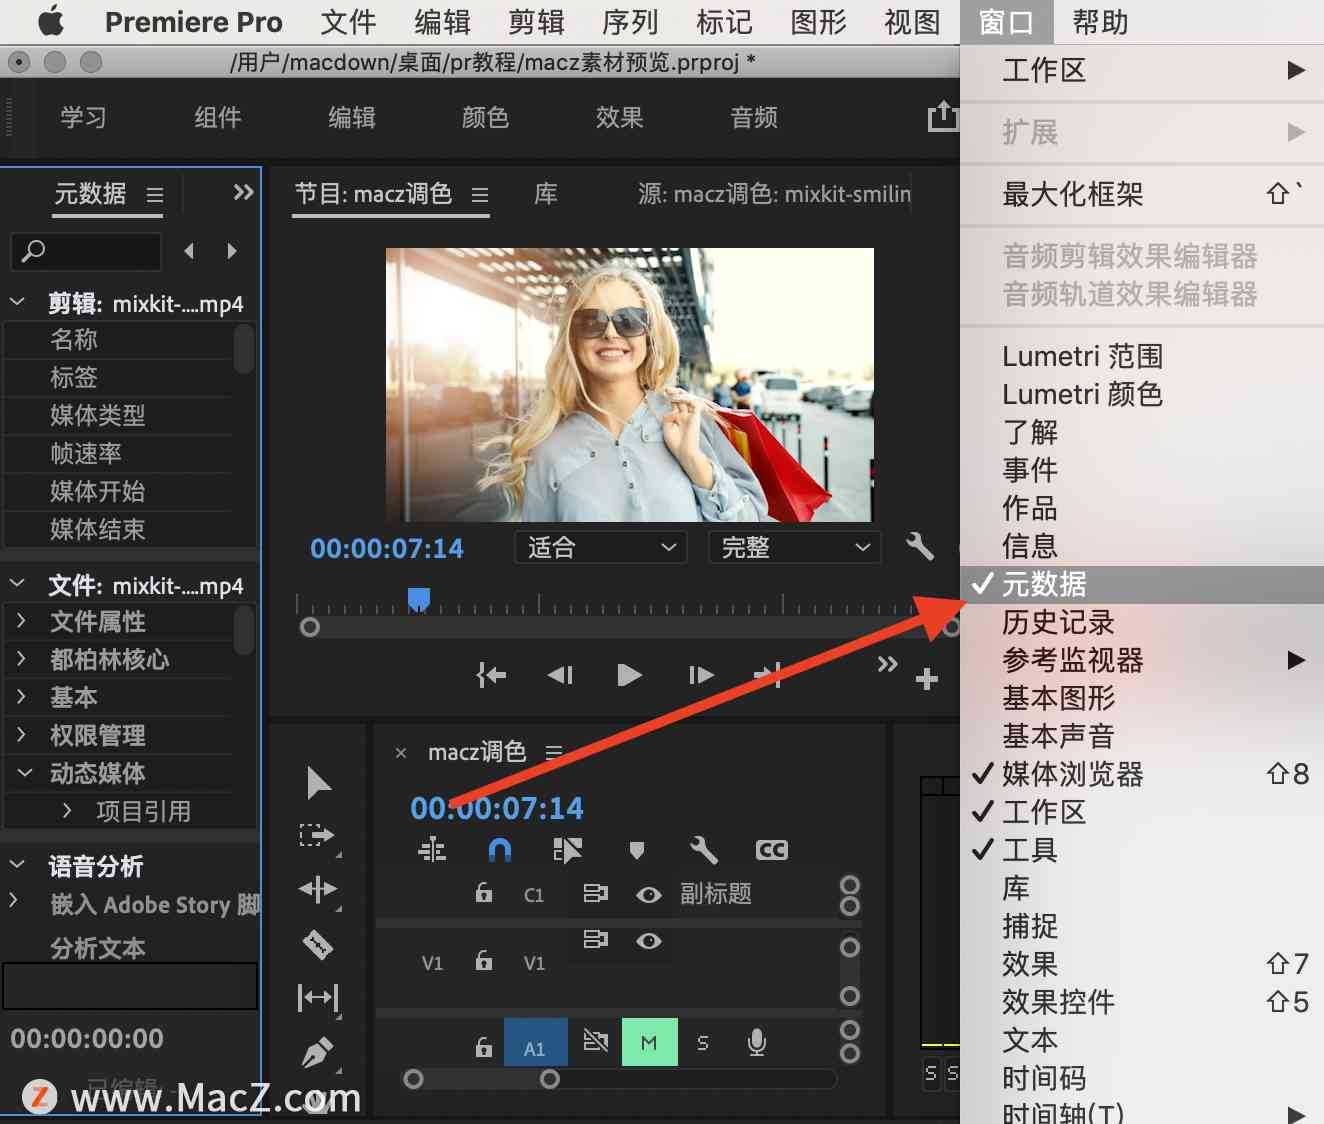 Premiere Pro 文件 编辑 剪辑 序列 标记 图形 视图 窗口 帮助
/用户/macdown/桌面/pr教程/macz素材预览.prproj *
学习 组件 编辑 颜色 效果 音频
元数据
剪辑: mixkit-....mp4
名称
标签
媒体类型
帧速率
媒体开始
媒体结束
文件: mixkit-....mp4
文件属性
都柏林核心
基本
权限管理
动态媒体
项目引用
语音分析
嵌入 Adobe Story 脚
分析文本
00:00:00:00
www.MacZ.com
节目: macz调色 库 源: macz调色: mixkit-smilin
00:00:07:14 适合 完整
× macz调色
00:00:07:14
C1 副标题
V1 V1
A1 M S
S S
工作区
扩展
最大化框架 ⇧`
音频剪辑效果编辑器
音频轨道效果编辑器
Lumetri 范围
Lumetri 颜色
了解
事件
作品
信息
✓ 元数据
历史记录
参考监视器
基本图形
基本声音
✓ 媒体浏览器 ⇧8
✓ 工作区
✓ 工具
库
捕捉
效果 ⇧7
效果控件 ⇧5
文本
时间码
时间轴(T)